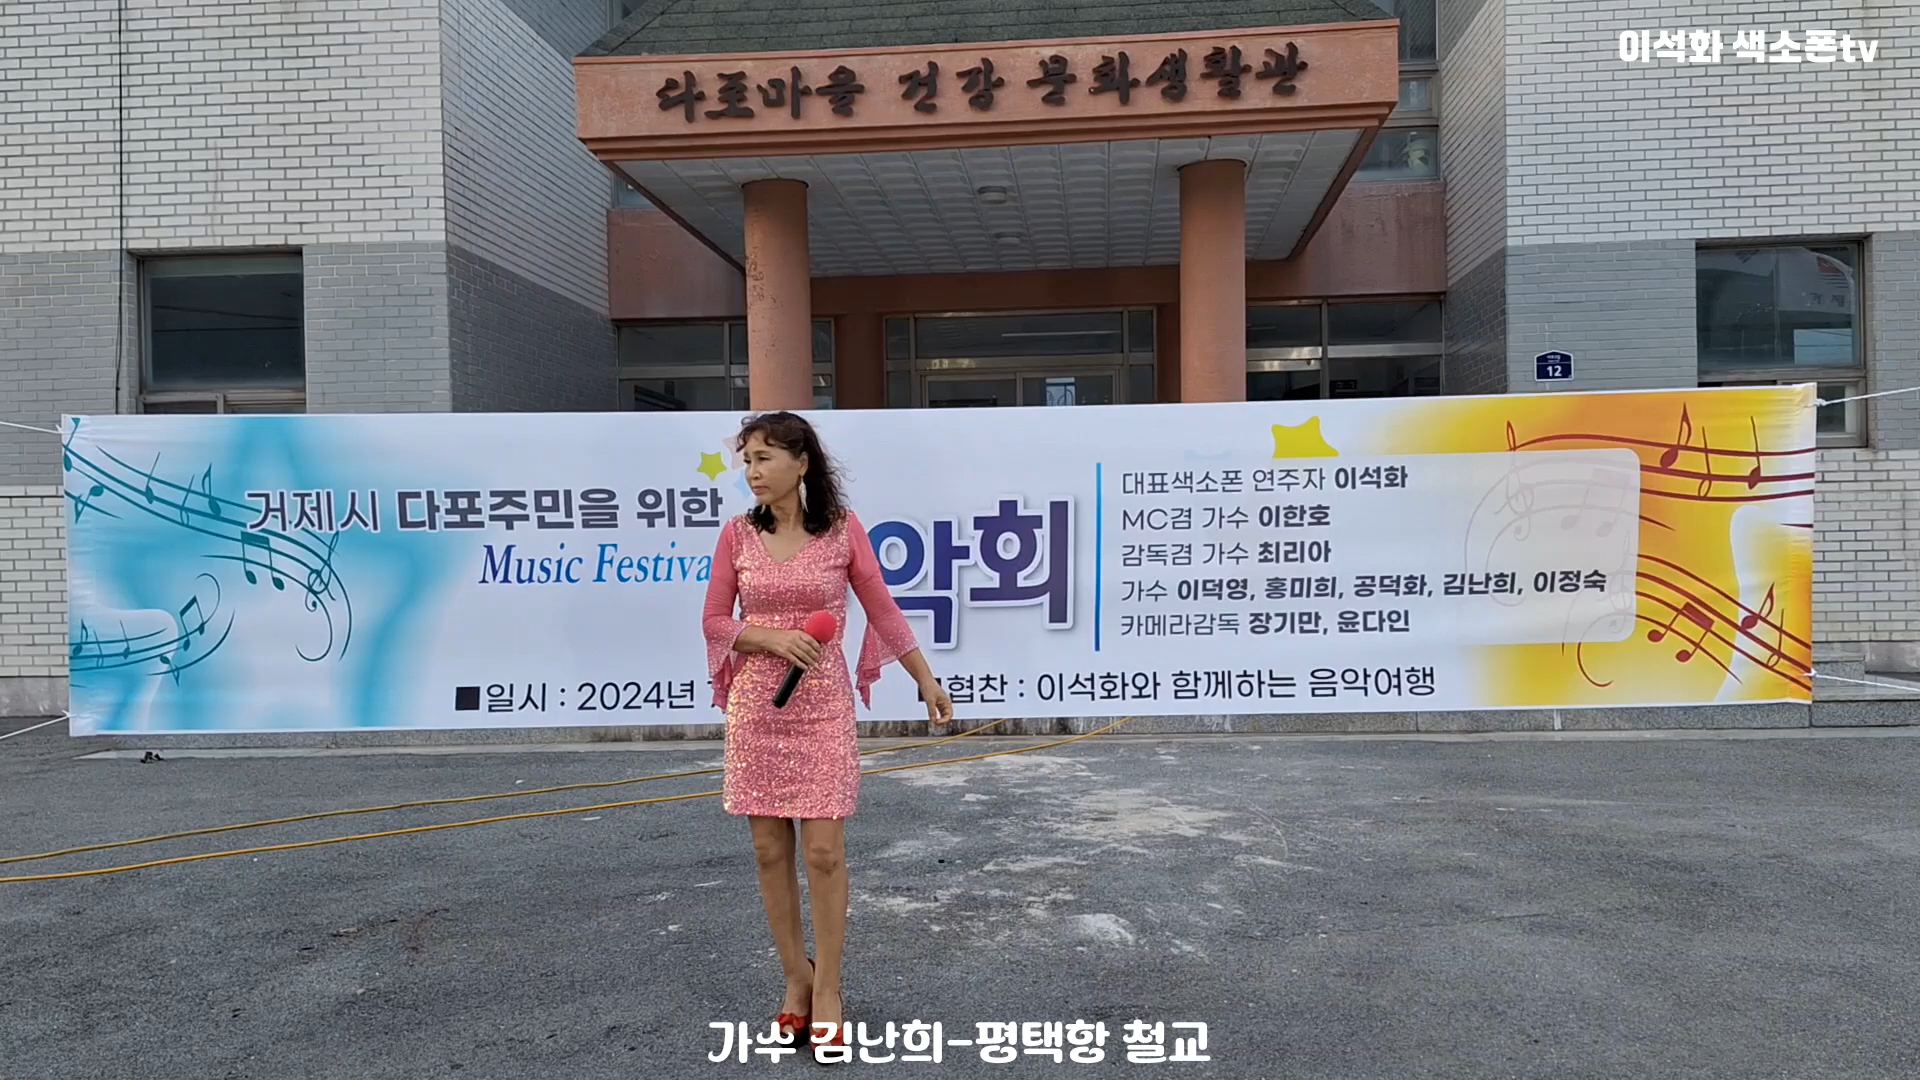 이석화 색소폰tv
다포마을 건강 문화생활관
12
거제시 다포주민을 위한
Music Festiva
악회
대표색소폰 연주자 이석화
MC겸 가수 이한호
감독겸 가수 최리아
가수 이덕영, 홍미희, 공덕화, 김난희, 이정숙
카메라감독 장기만, 윤다인
■일시 : 2024년
협찬 : 이석화와 함께하는 음악여행
가수 김난희-평택항 철교